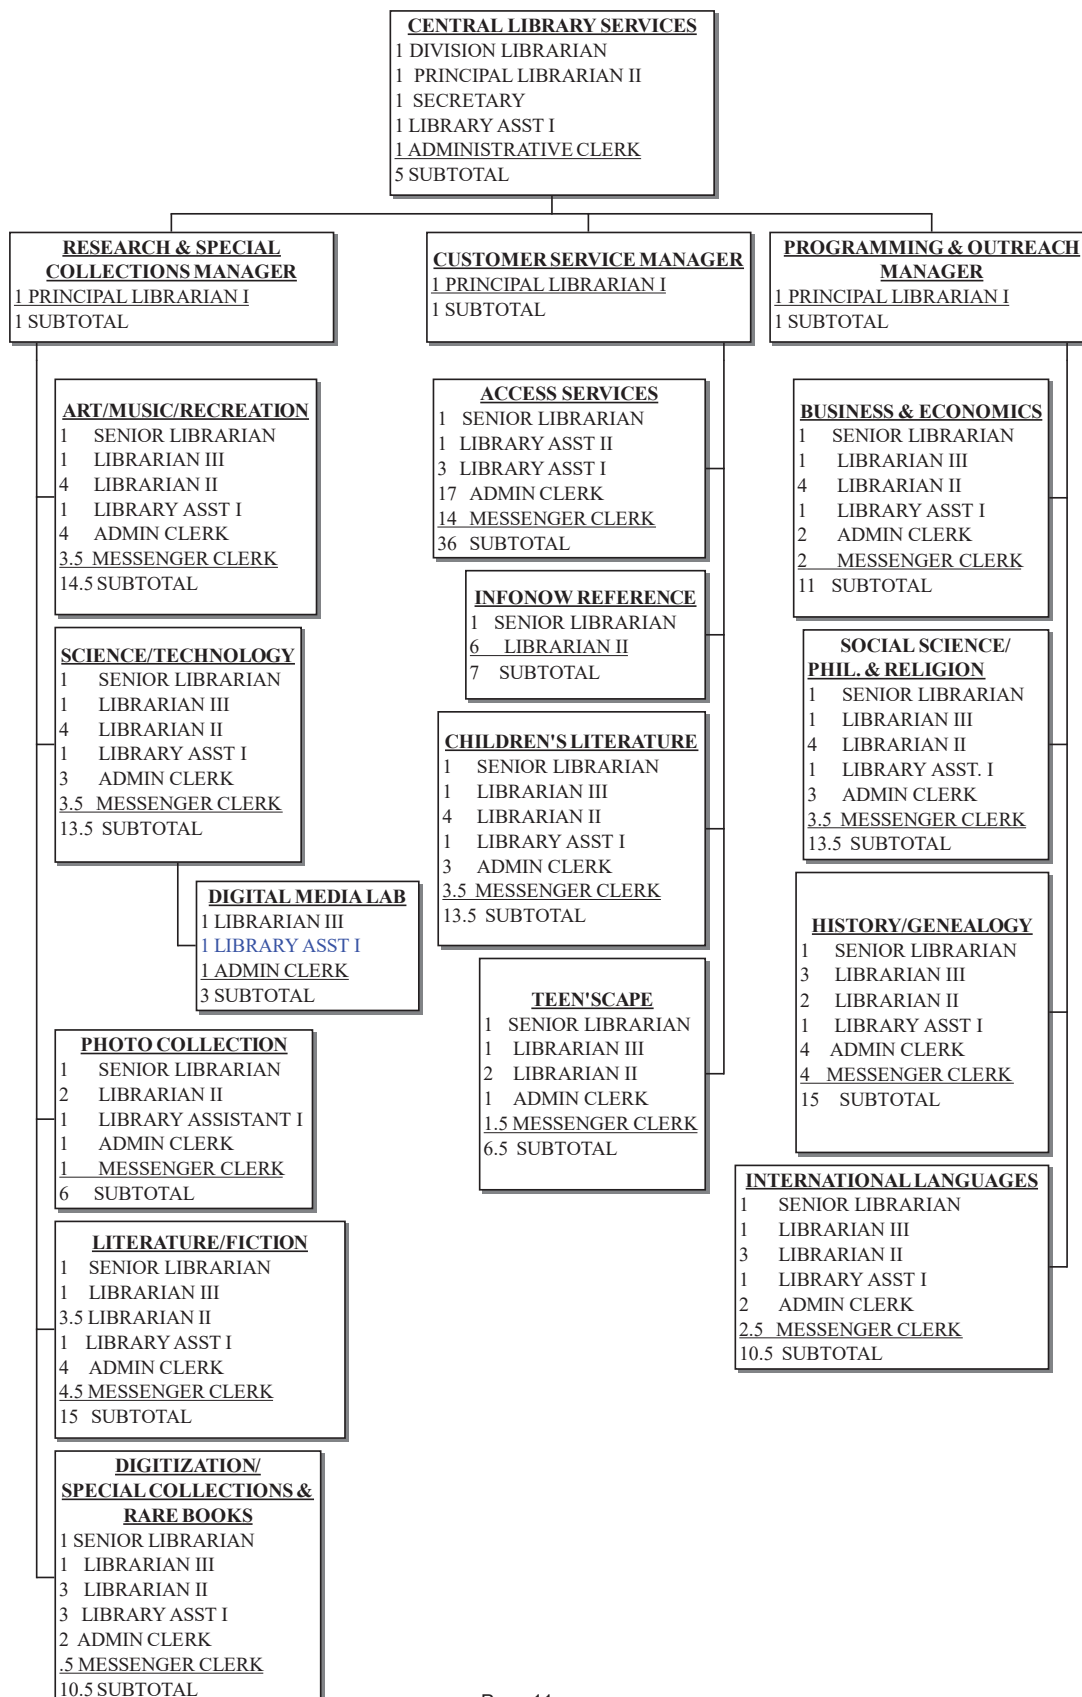 CENTRAL LIBRARY SERVICES
1 DIVISION LIBRARIAN
1 PRINCIPAL LIBRARIAN II
1 SECRETARY
1 LIBRARY ASST I
1 ADMINISTRATIVE CLERK
5 SUBTOTAL
RESEARCH & SPECIAL
COLLECTIONS MANAGER
1 PRINCIPAL LIBRARIAN I
1 SUBTOTAL
ART/MUSIC/RECREATION
1 SENIOR LIBRARIAN
1 LIBRARIAN III
4 LIBRARIAN II
1 LIBRARY ASST I
4 ADMIN CLERK
3.5 MESSENGER CLERK
14.5 SUBTOTAL
SCIENCE/TECHNOLOGY
1 SENIOR LIBRARIAN
1 LIBRARIAN III
4 LIBRARIAN II
1 LIBRARY ASST I
3 ADMIN CLERK
3.5 MESSENGER CLERK
13.5 SUBTOTAL
DIGITAL MEDIA LAB
1 LIBRARIAN III
1 LIBRARY ASST I
1 ADMIN CLERK
3 SUBTOTAL
PHOTO COLLECTION
1 SENIOR LIBRARIAN
2 LIBRARIAN II
1 LIBRARY ASSISTANT I
1 ADMIN CLERK
1 MESSENGER CLERK
6 SUBTOTAL
LITERATURE/FICTION
1 SENIOR LIBRARIAN
1 LIBRARIAN III
3.5 LIBRARIAN II
1 LIBRARY ASST I
4 ADMIN CLERK
4.5 MESSENGER CLERK
15 SUBTOTAL
DIGITIZATION/
SPECIAL COLLECTIONS &
RARE BOOKS
1 SENIOR LIBRARIAN
1 LIBRARIAN III
3 LIBRARIAN II
3 LIBRARY ASST I
2 ADMIN CLERK
.5 MESSENGER CLERK
10.5 SUBTOTAL
CUSTOMER SERVICE MANAGER
1 PRINCIPAL LIBRARIAN I
1 SUBTOTAL
ACCESS SERVICES
1 SENIOR LIBRARIAN
1 LIBRARY ASST II
3 LIBRARY ASST I
17 ADMIN CLERK
14 MESSENGER CLERK
36 SUBTOTAL
INFONOW REFERENCE
1 SENIOR LIBRARIAN
6 LIBRARIAN II
7 SUBTOTAL
CHILDREN'S LITERATURE
1 SENIOR LIBRARIAN
1 LIBRARIAN III
4 LIBRARIAN II
1 LIBRARY ASST I
3 ADMIN CLERK
3.5 MESSENGER CLERK
13.5 SUBTOTAL
TEEN'SCAPE
1 SENIOR LIBRARIAN
1 LIBRARIAN III
2 LIBRARIAN II
1 ADMIN CLERK
1.5 MESSENGER CLERK
6.5 SUBTOTAL
PROGRAMMING & OUTREACH
MANAGER
1 PRINCIPAL LIBRARIAN I
1 SUBTOTAL
BUSINESS & ECONOMICS
1 SENIOR LIBRARIAN
1 LIBRARIAN III
4 LIBRARIAN II
1 LIBRARY ASST I
2 ADMIN CLERK
2 MESSENGER CLERK
11 SUBTOTAL
SOCIAL SCIENCE/
PHIL. & RELIGION
1 SENIOR LIBRARIAN
1 LIBRARIAN III
4 LIBRARIAN II
1 LIBRARY ASST. I
3 ADMIN CLERK
3.5 MESSENGER CLERK
13.5 SUBTOTAL
HISTORY/GENEALOGY
1 SENIOR LIBRARIAN
3 LIBRARIAN III
2 LIBRARIAN II
1 LIBRARY ASST I
4 ADMIN CLERK
4 MESSENGER CLERK
15 SUBTOTAL
INTERNATIONAL LANGUAGES
1 SENIOR LIBRARIAN
1 LIBRARIAN III
3 LIBRARIAN II
1 LIBRARY ASST I
2 ADMIN CLERK
2.5 MESSENGER CLERK
10.5 SUBTOTAL